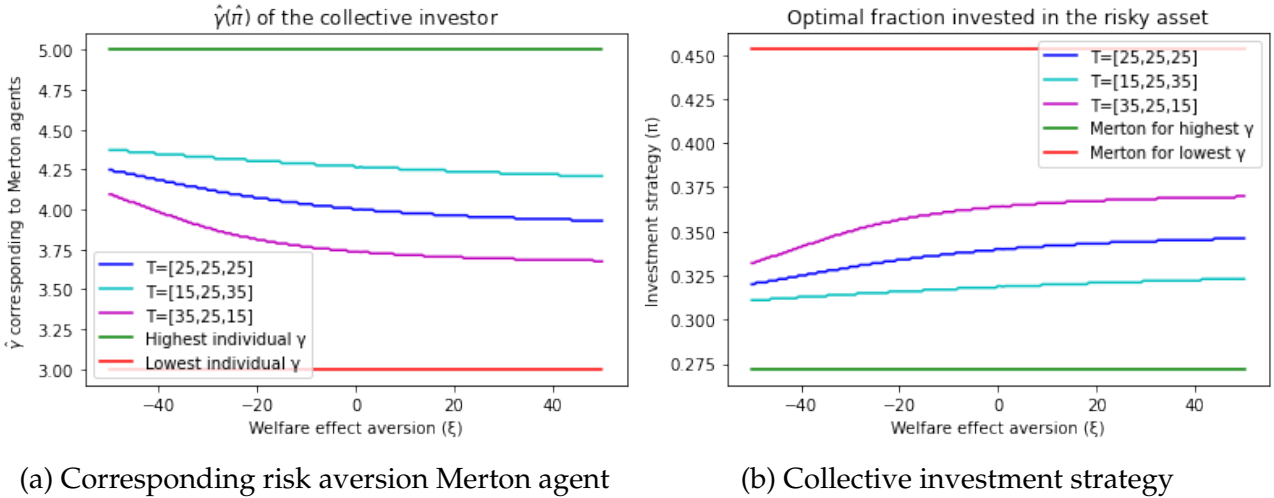 γ̂(π̂) of the collective investor
γ̂ corresponding to Merton agents
5.00
4.75
4.50
4.25
4.00
3.75
3.50
3.25
3.00
T=[25,25,25]
T=[15,25,35]
T=[35,25,15]
Highest individual γ
Lowest individual γ
−40
−20
0
20
40
Welfare effect aversion (ξ)
(a) Corresponding risk aversion Merton agent
Optimal fraction invested in the risky asset
Investment strategy (π)
0.450
0.425
0.400
0.375
0.350
0.325
0.300
0.275
T=[25,25,25]
T=[15,25,35]
T=[35,25,15]
Merton for highest γ
Merton for lowest γ
−40
−20
0
20
40
Welfare effect aversion (ξ)
(b) Collective investment strategy